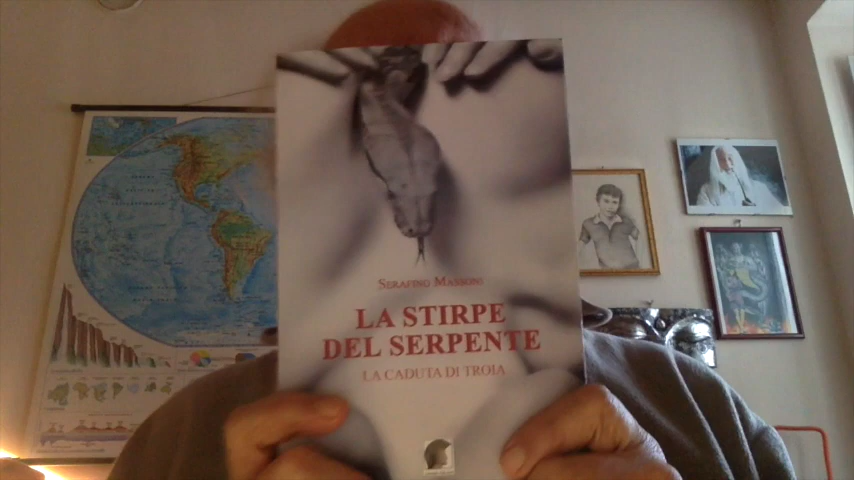 SERAFINO MASSONI
LA STIRPE
DEL SERPENTE
LA CADUTA DI TROIA